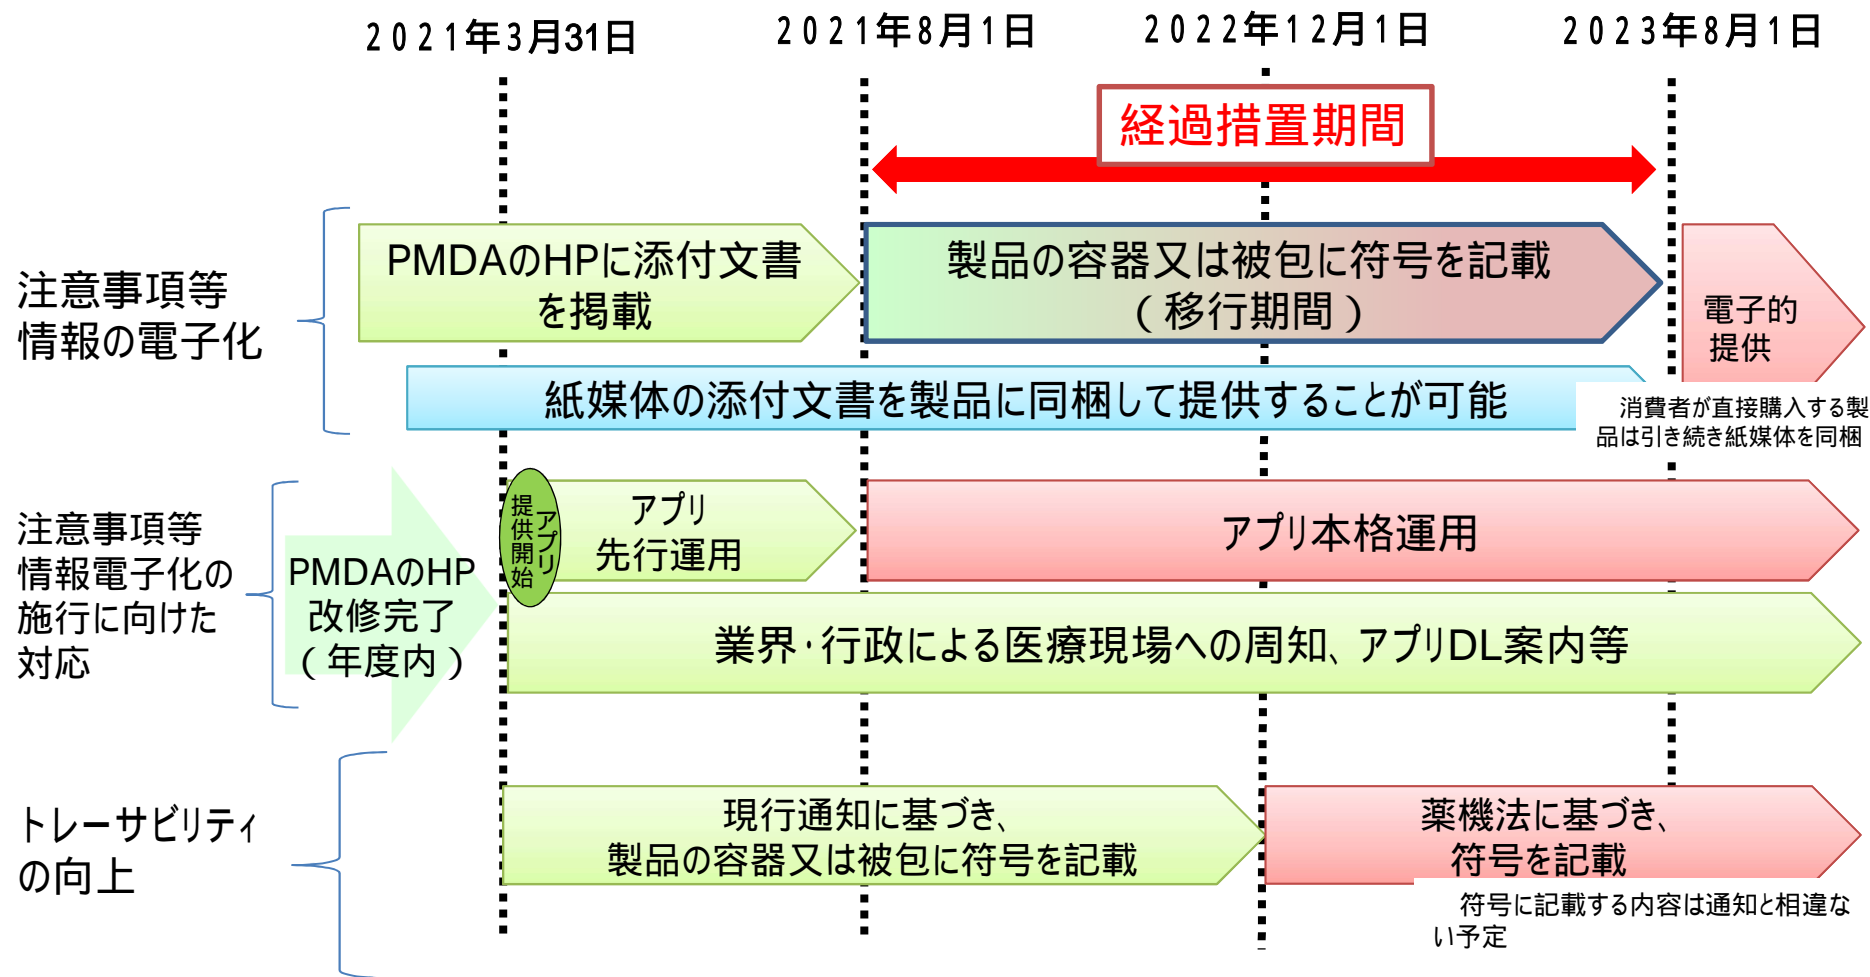 2021年3月31日
2021年8月1日
2022年12月1日
2023年8月1日
経過措置期間
注意事項等
情報の電子化
PMDAのHPに添付文書
を掲載
製品の容器又は被包に符号を記載
(移行期間)
電子的
提供
紙媒体の添付文書を製品に同梱して提供することが可能
消費者が直接購入する製
品は引き続き紙媒体を同梱
注意事項等
情報電子化の
施行に向けた
対応
PMDAのHP
改修完了
(年度内)
アプリ
提供開始
アプリ
先行運用
アプリ本格運用
業界・行政による医療現場への周知、アプリDL案内等
トレーサビリティ
の向上
現行通知に基づき、
製品の容器又は被包に符号を記載
薬機法に基づき、
符号を記載
符号に記載する内容は通知と相違な
い予定